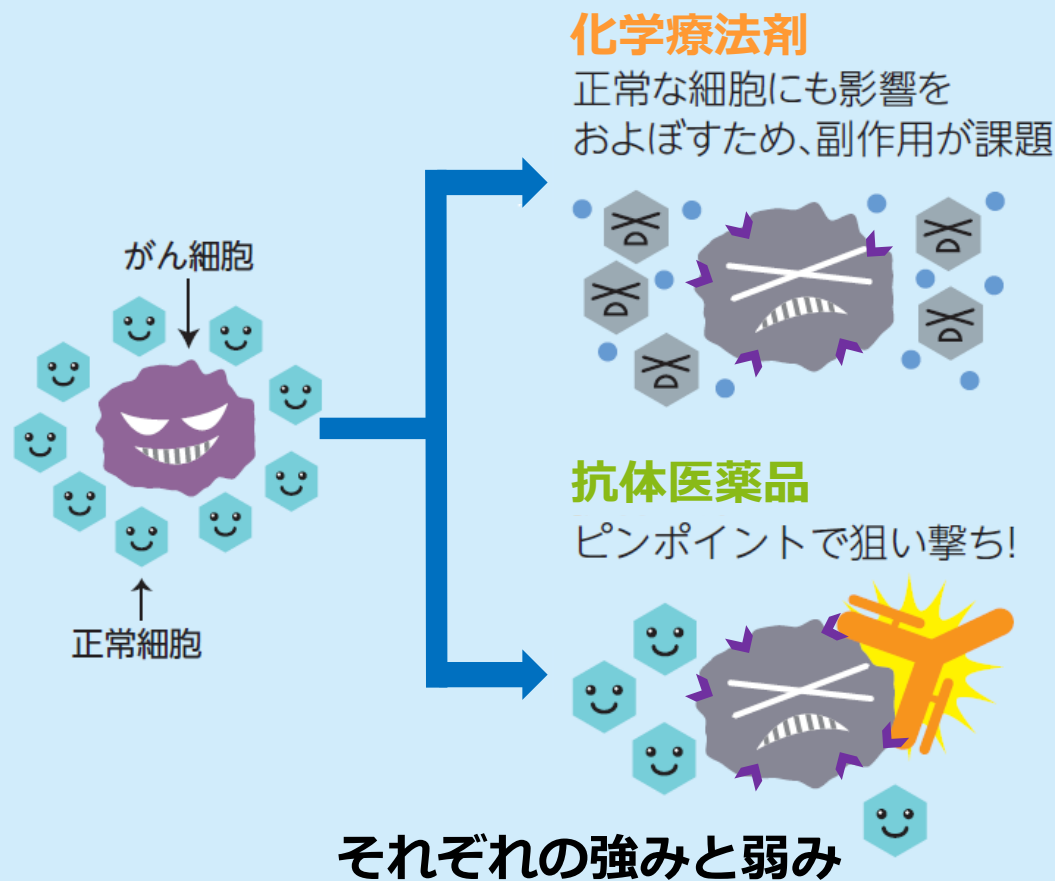 化学療法剤
正常な細胞にも影響を
およぼすため、副作用が課題
がん細胞
正常細胞
抗体医薬品
ピンポイントで狙い撃ち!
それぞれの強みと弱み